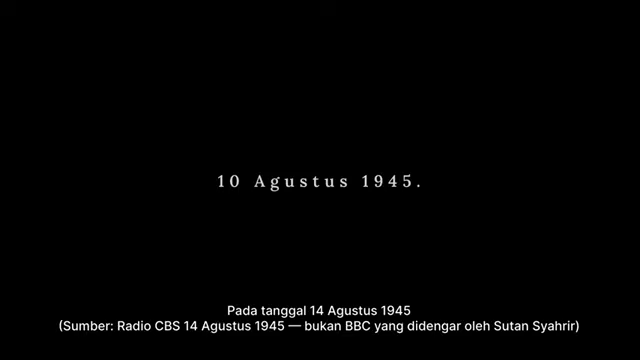 10 Agustus 1945.
Pada tanggal 14 Agustus 1945
(Sumber: Radio CBS 14 Agustus 1945 — bukan BBC yang didengar oleh Sutan Syahrir)